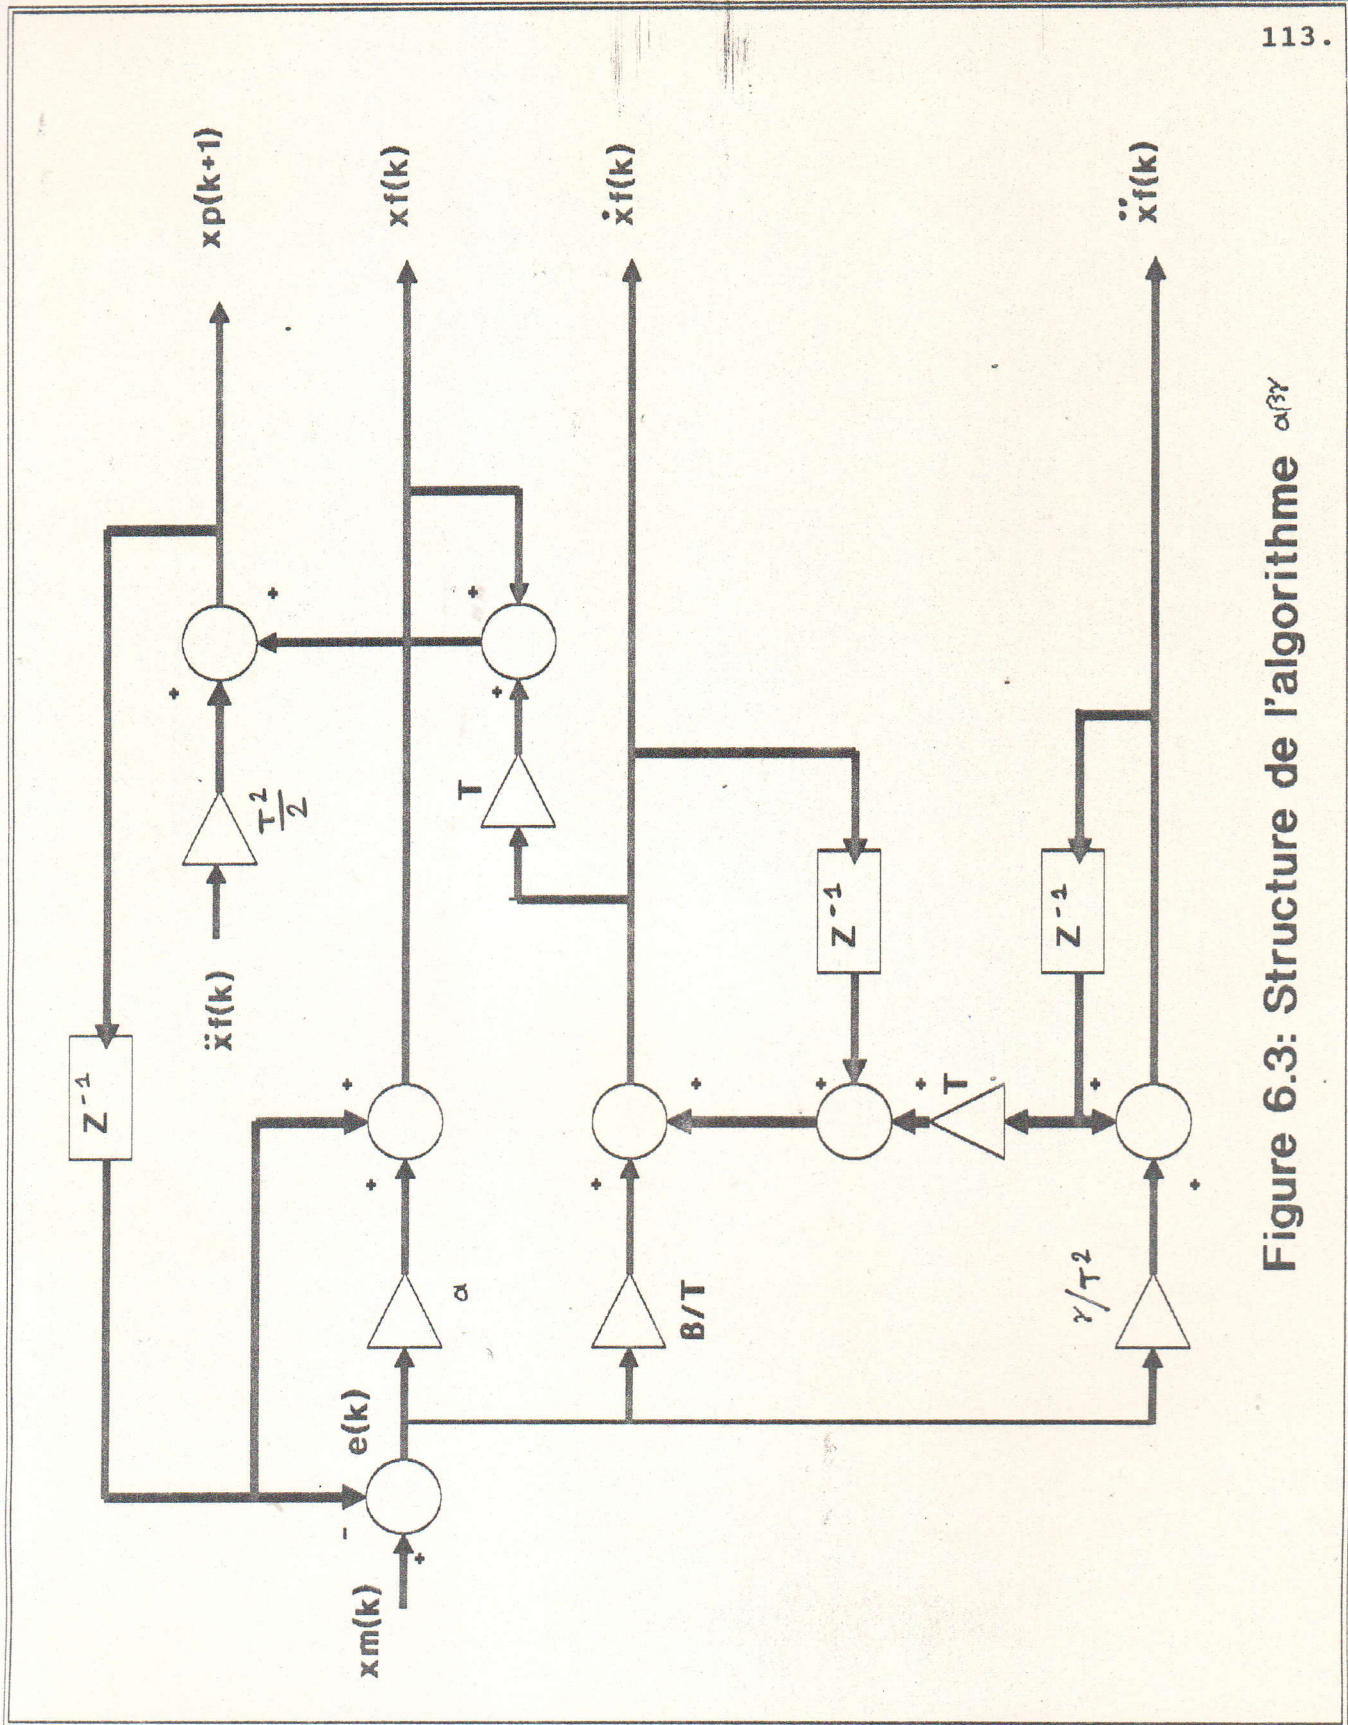 113.
Z⁻¹
xp(k+1)
ẍf(k)
T²/2
xm(k)
e(k)
α
xf(k)
T
B/T
ẋf(k)
Z⁻¹
T
Z⁻¹
γ/T²
ẍf(k)
+
+
+
+
+
+
+
+
+
+
+
+
+
-
Figure 6.3: Structure de l'algorithme αβγ